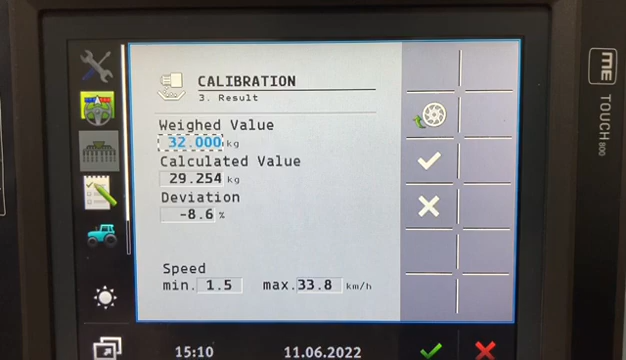 CALIBRATION
3. Result
Weighed Value
32.000 kg
Calculated Value
29.254 kg
Deviation
-8.6 %
Speed
min. 1.5 max. 33.8 km/h
15:10 11.06.2022
ME TOUCH 800